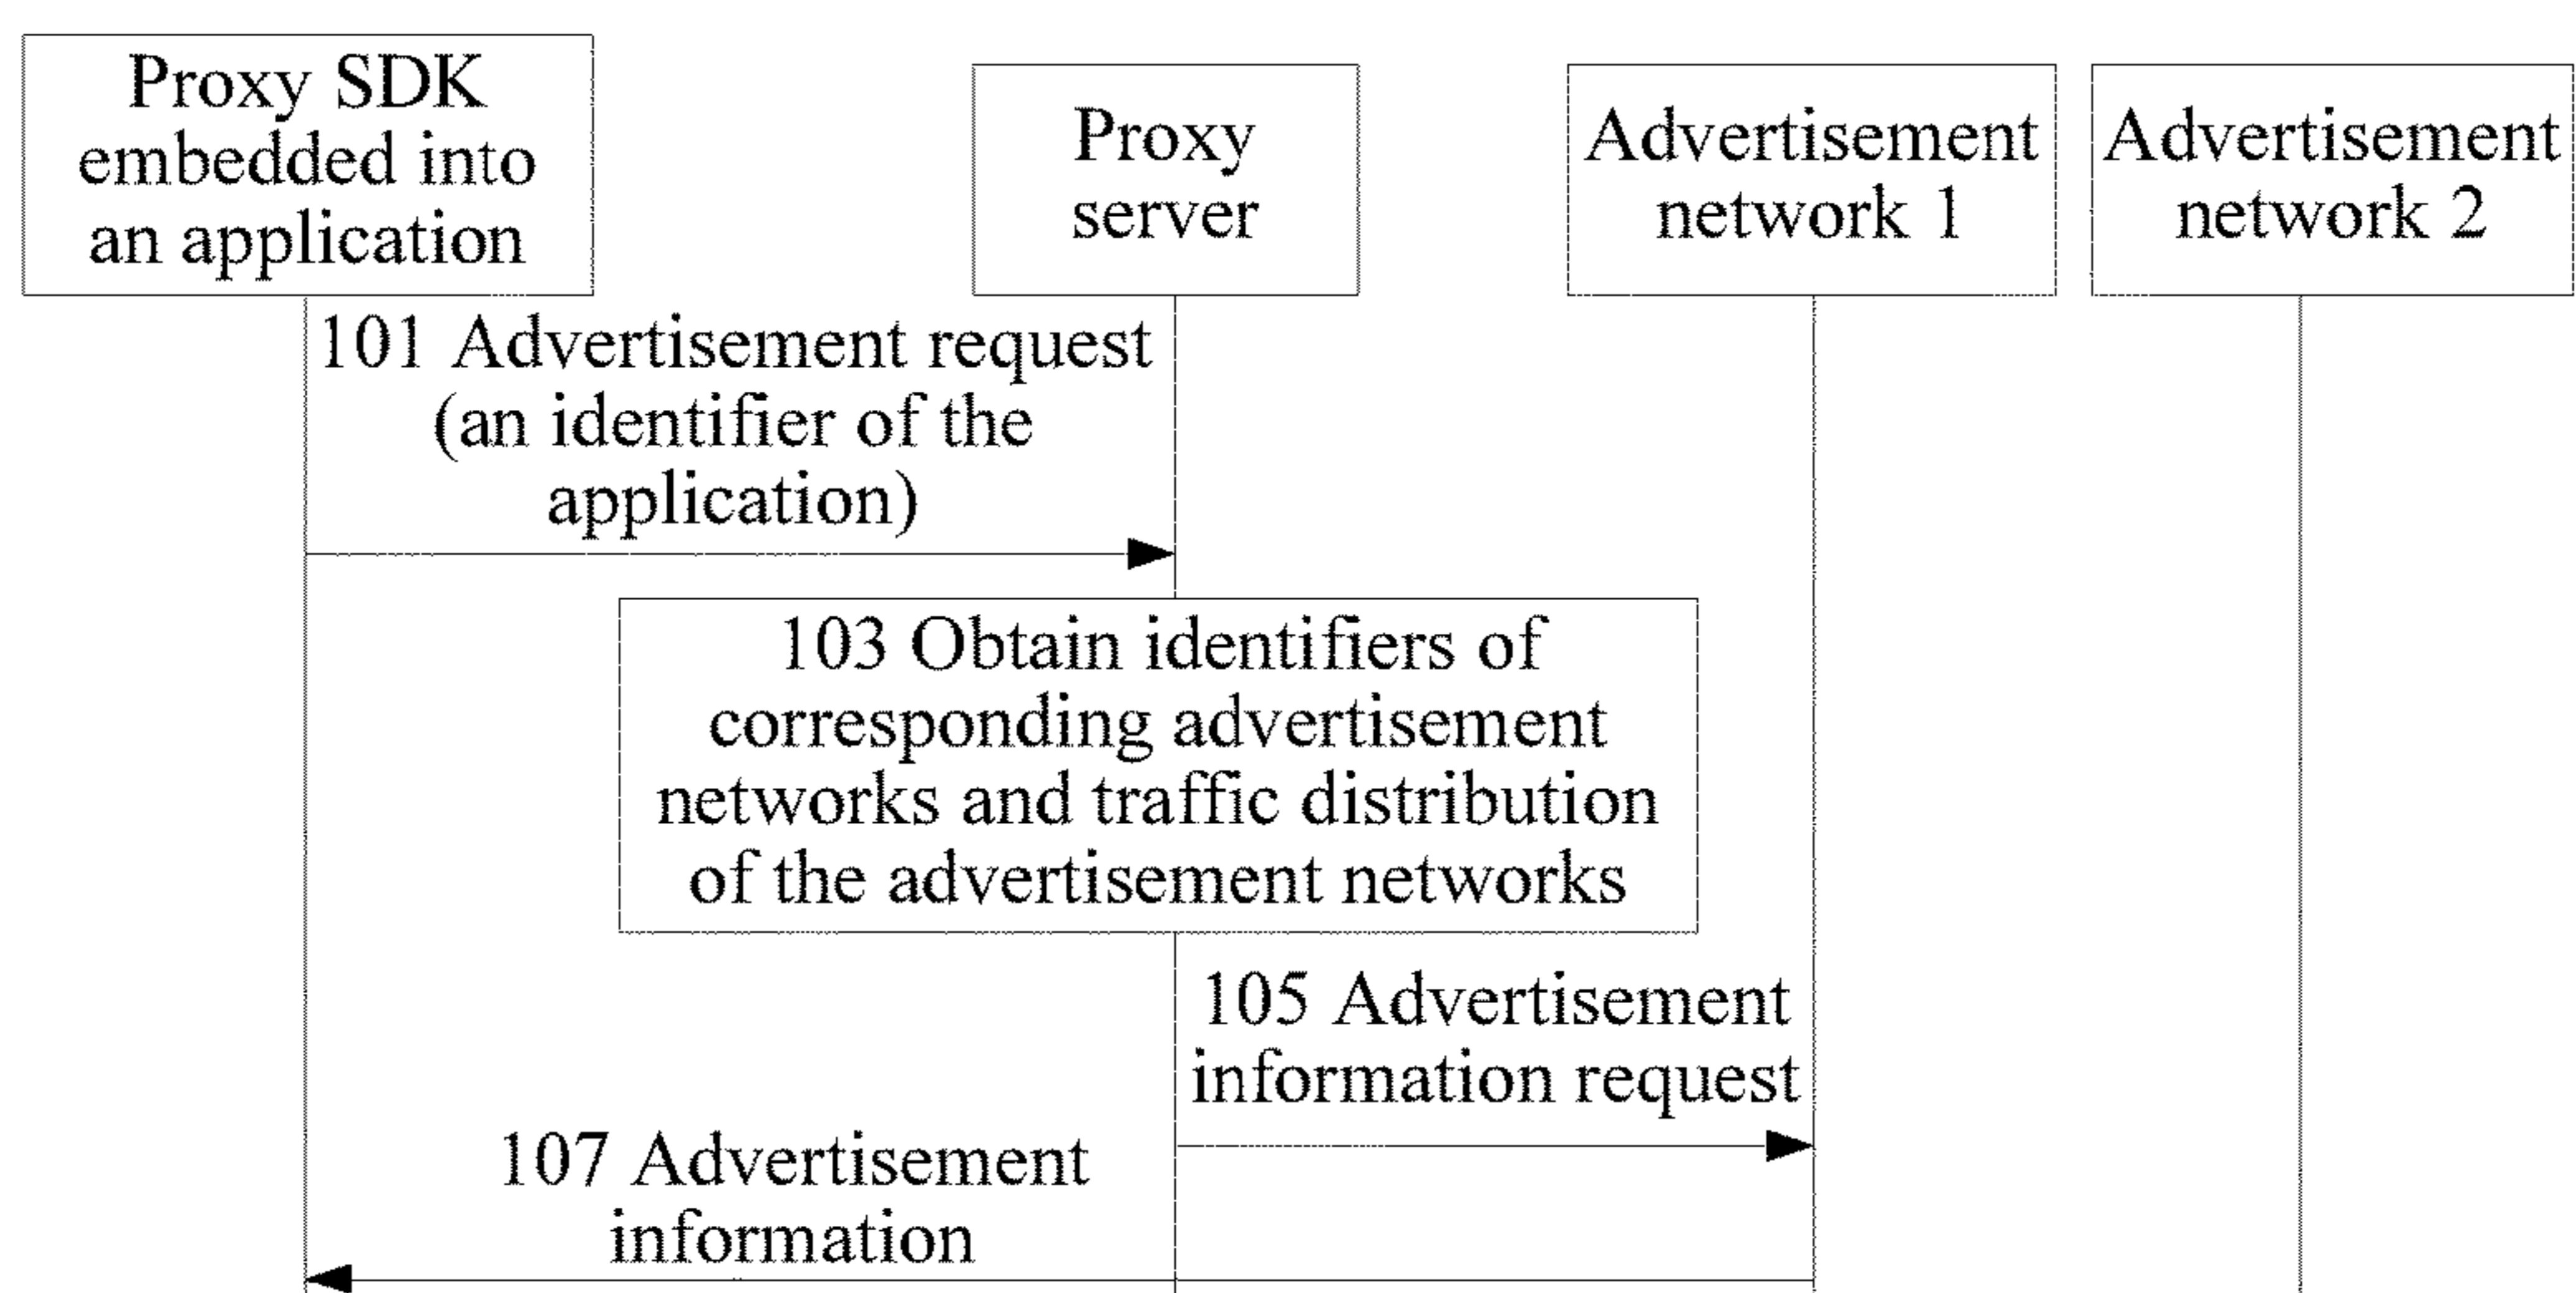 Proxy SDK
embedded into
an application
Proxy
server
Advertisement
network 1
Advertisement
network 2
101 Advertisement request
(an identifier of the
application)
103 Obtain identifiers of
corresponding advertisement
networks and traffic distribution
of the advertisement networks
105 Advertisement
information request
107 Advertisement
information